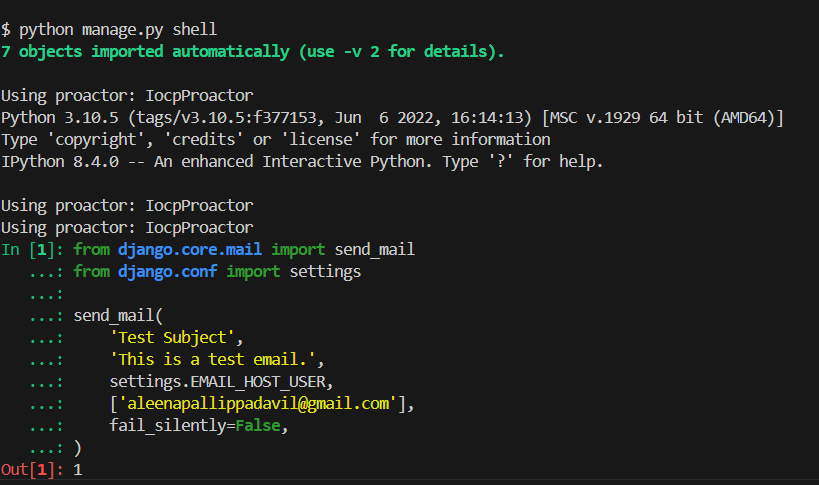 $ python manage.py shell
7 objects imported automatically (use -v 2 for details).
Using proactor: IocpProactor
Python 3.10.5 (tags/v3.10.5:f377153, Jun  6 2022, 16:14:13) [MSC v.1929 64 bit (AMD64)]
Type 'copyright', 'credits' or 'license' for more information
IPython 8.4.0 -- An enhanced Interactive Python. Type '?' for help.
Using proactor: IocpProactor
Using proactor: IocpProactor
In [1]: from django.core.mail import send_mail
   ...: from django.conf import settings
   ...:
   ...: send_mail(
   ...:     'Test Subject',
   ...:     'This is a test email.',
   ...:     settings.EMAIL_HOST_USER,
   ...:     ['aleenapallippadavil@gmail.com'],
   ...:     fail_silently=False,
   ...: )
Out[1]: 1